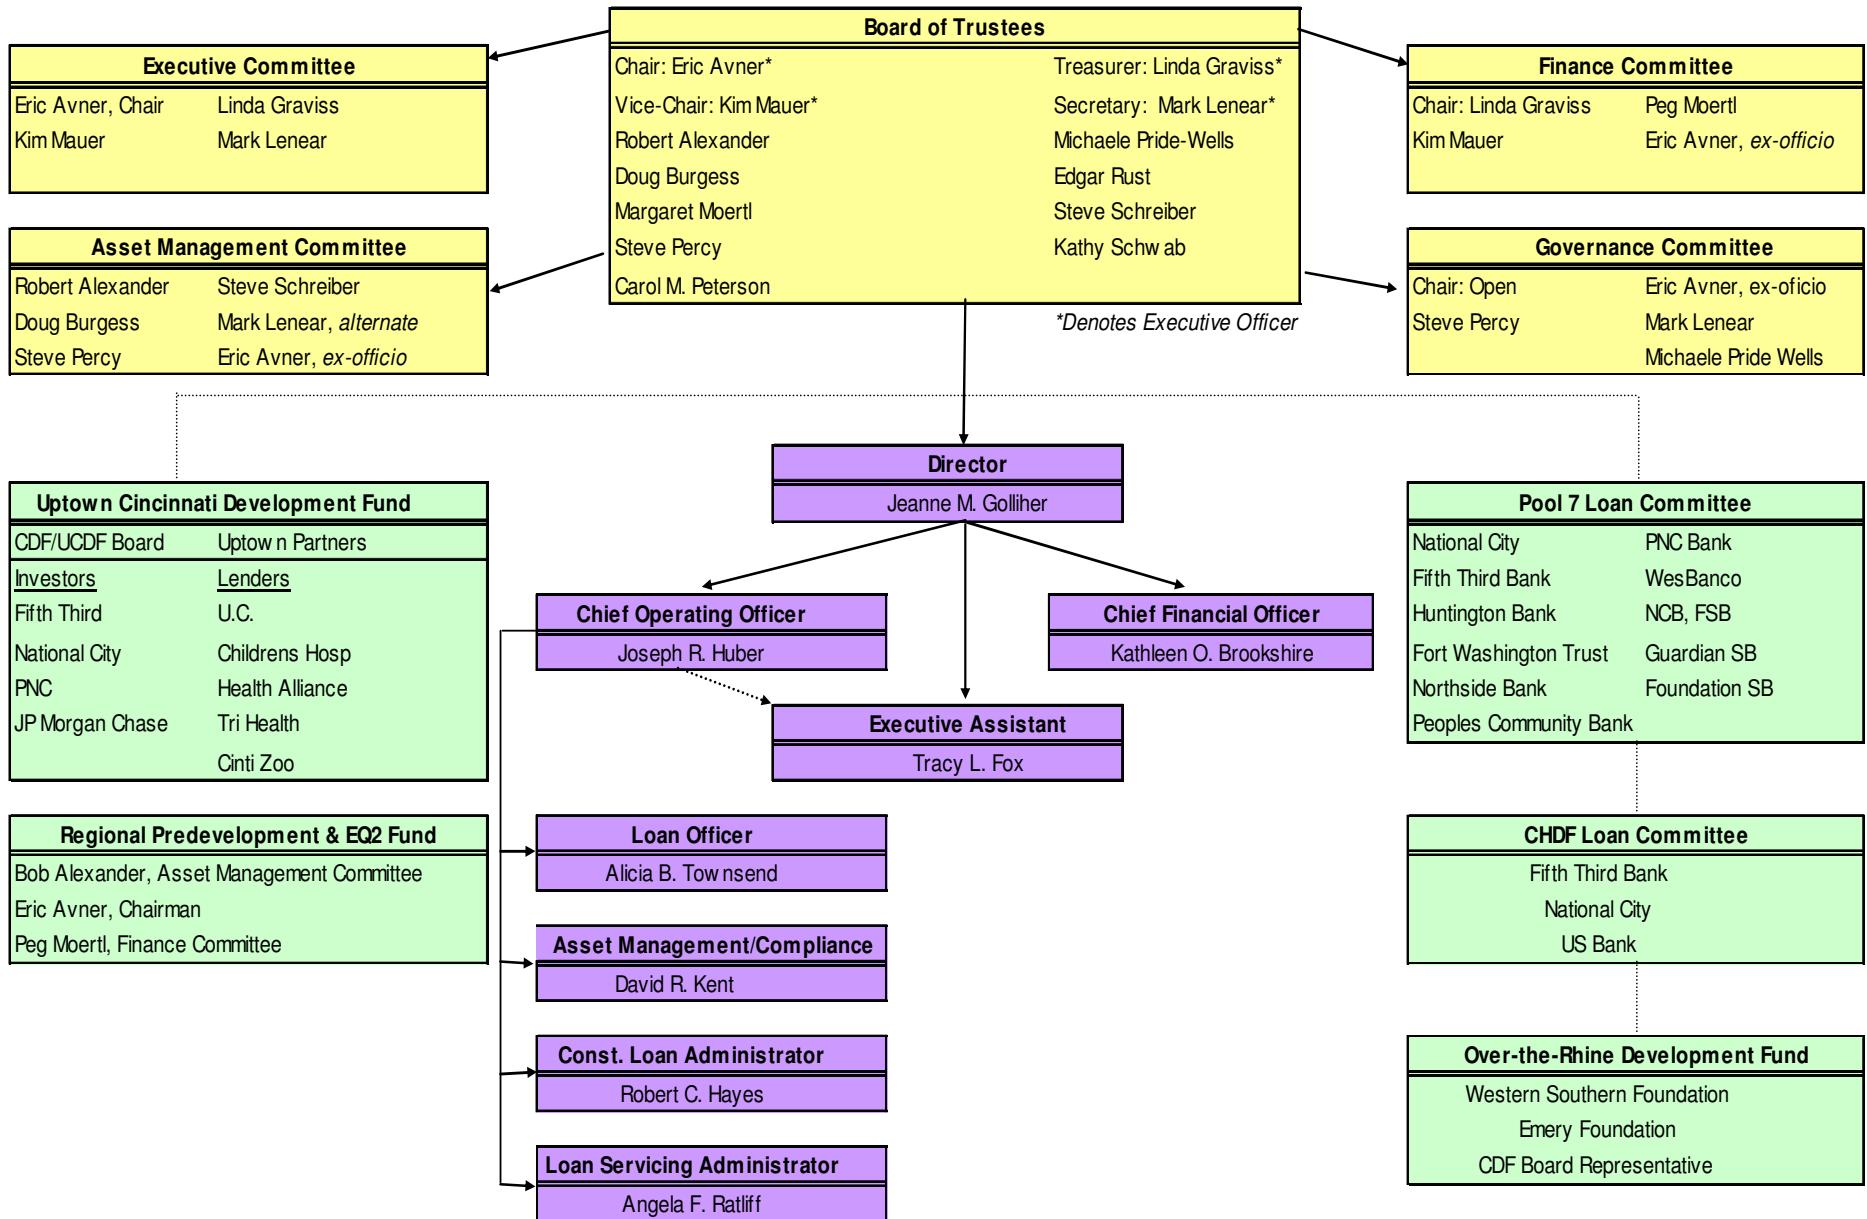 Board of Trustees
Chair: Eric Avner* Treasurer: Linda Graviss*
Vice-Chair: Kim Mauer* Secretary: Mark Lenear*
Robert Alexander Michaele Pride-Wells
Doug Burgess Edgar Rust
Margaret Moertl Steve Schreiber
Steve Percy Kathy Schwab
Carol M. Peterson
*Denotes Executive Officer
Executive Committee
Eric Avner, Chair Linda Graviss
Kim Mauer Mark Lenear
Finance Committee
Chair: Linda Graviss Peg Moertl
Kim Mauer Eric Avner, ex-officio
Asset Management Committee
Robert Alexander Steve Schreiber
Doug Burgess Mark Lenear, alternate
Steve Percy Eric Avner, ex-officio
Governance Committee
Chair: Open Eric Avner, ex-oficio
Steve Percy Mark Lenear
Michaele Pride Wells
Director
Jeanne M. Golliher
Uptown Cincinnati Development Fund
CDF/UCDF Board Uptown Partners
Investors Lenders
Fifth Third U.C.
National City Childrens Hosp
PNC Health Alliance
JP Morgan Chase Tri Health
Cinti Zoo
Chief Operating Officer
Joseph R. Huber
Chief Financial Officer
Kathleen O. Brookshire
Executive Assistant
Tracy L. Fox
Pool 7 Loan Committee
National City PNC Bank
Fifth Third Bank WesBanco
Huntington Bank NCB, FSB
Fort Washington Trust Guardian SB
Northside Bank Foundation SB
Peoples Community Bank
Regional Predevelopment & EQ2 Fund
Bob Alexander, Asset Management Committee
Eric Avner, Chairman
Peg Moertl, Finance Committee
Loan Officer
Alicia B. Townsend
Asset Management/Compliance
David R. Kent
Const. Loan Administrator
Robert C. Hayes
Loan Servicing Administrator
Angela F. Ratliff
CHDF Loan Committee
Fifth Third Bank
National City
US Bank
Over-the-Rhine Development Fund
Western Southern Foundation
Emery Foundation
CDF Board Representative